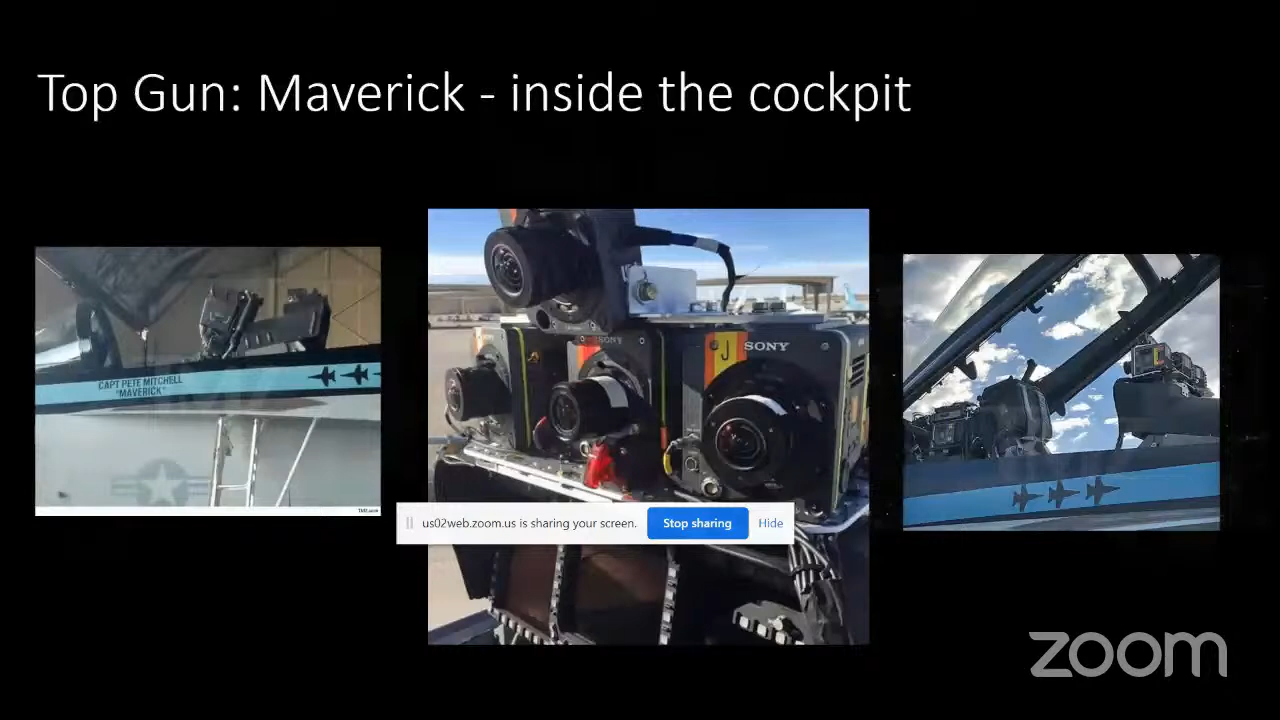 Top Gun: Maverick - inside the cockpit
CAPT PETE MITCHELL
"MAVERICK"
SONY
J
SONY
us02web.zoom.us is sharing your screen.
Stop sharing
Hide
zoom